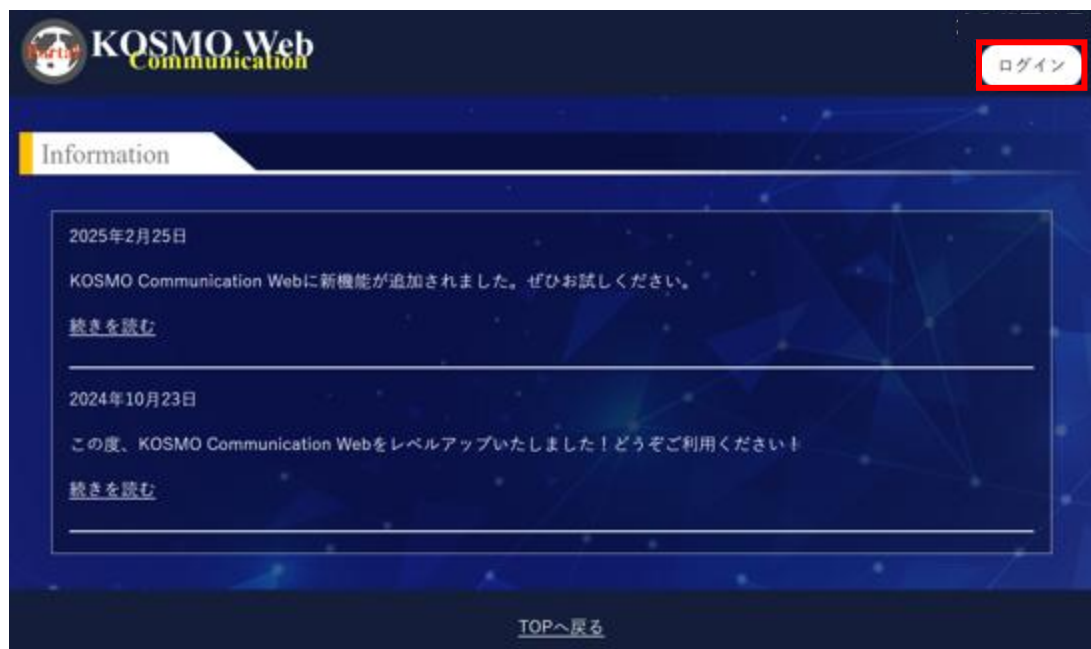 Portal
KOSMO Web
Communication
ログイン
Information
2025年2月25日
KOSMO Communication Webに新機能が追加されました。ぜひお試しください。
続きを読む
2024年10月23日
この度、KOSMO Communication Webをレベルアップいたしました！どうぞご利用ください！
続きを読む
TOPへ戻る